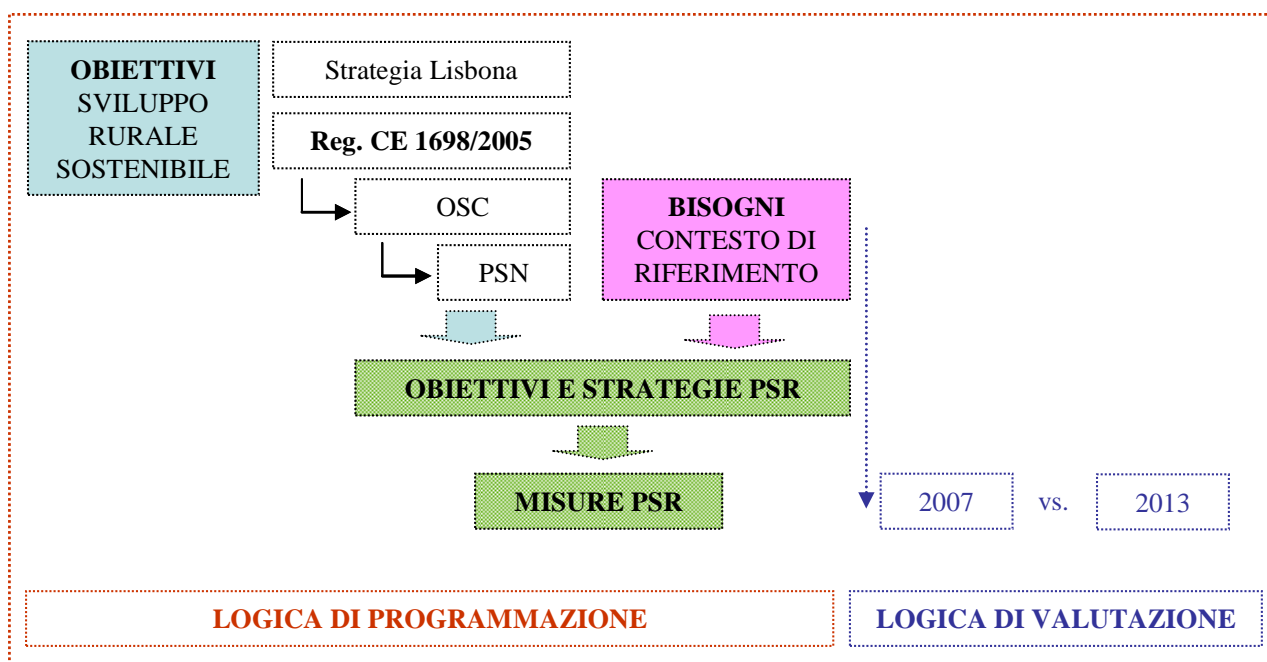 OBIETTIVI
SVILUPPO
RURALE
SOSTENIBILE
Strategia Lisbona
Reg. CE 1698/2005
OSC
PSN
BISOGNI
CONTESTO DI
RIFERIMENTO
OBIETTIVI E STRATEGIE PSR
MISURE PSR
2007 vs. 2013
LOGICA DI PROGRAMMAZIONE
LOGICA DI VALUTAZIONE